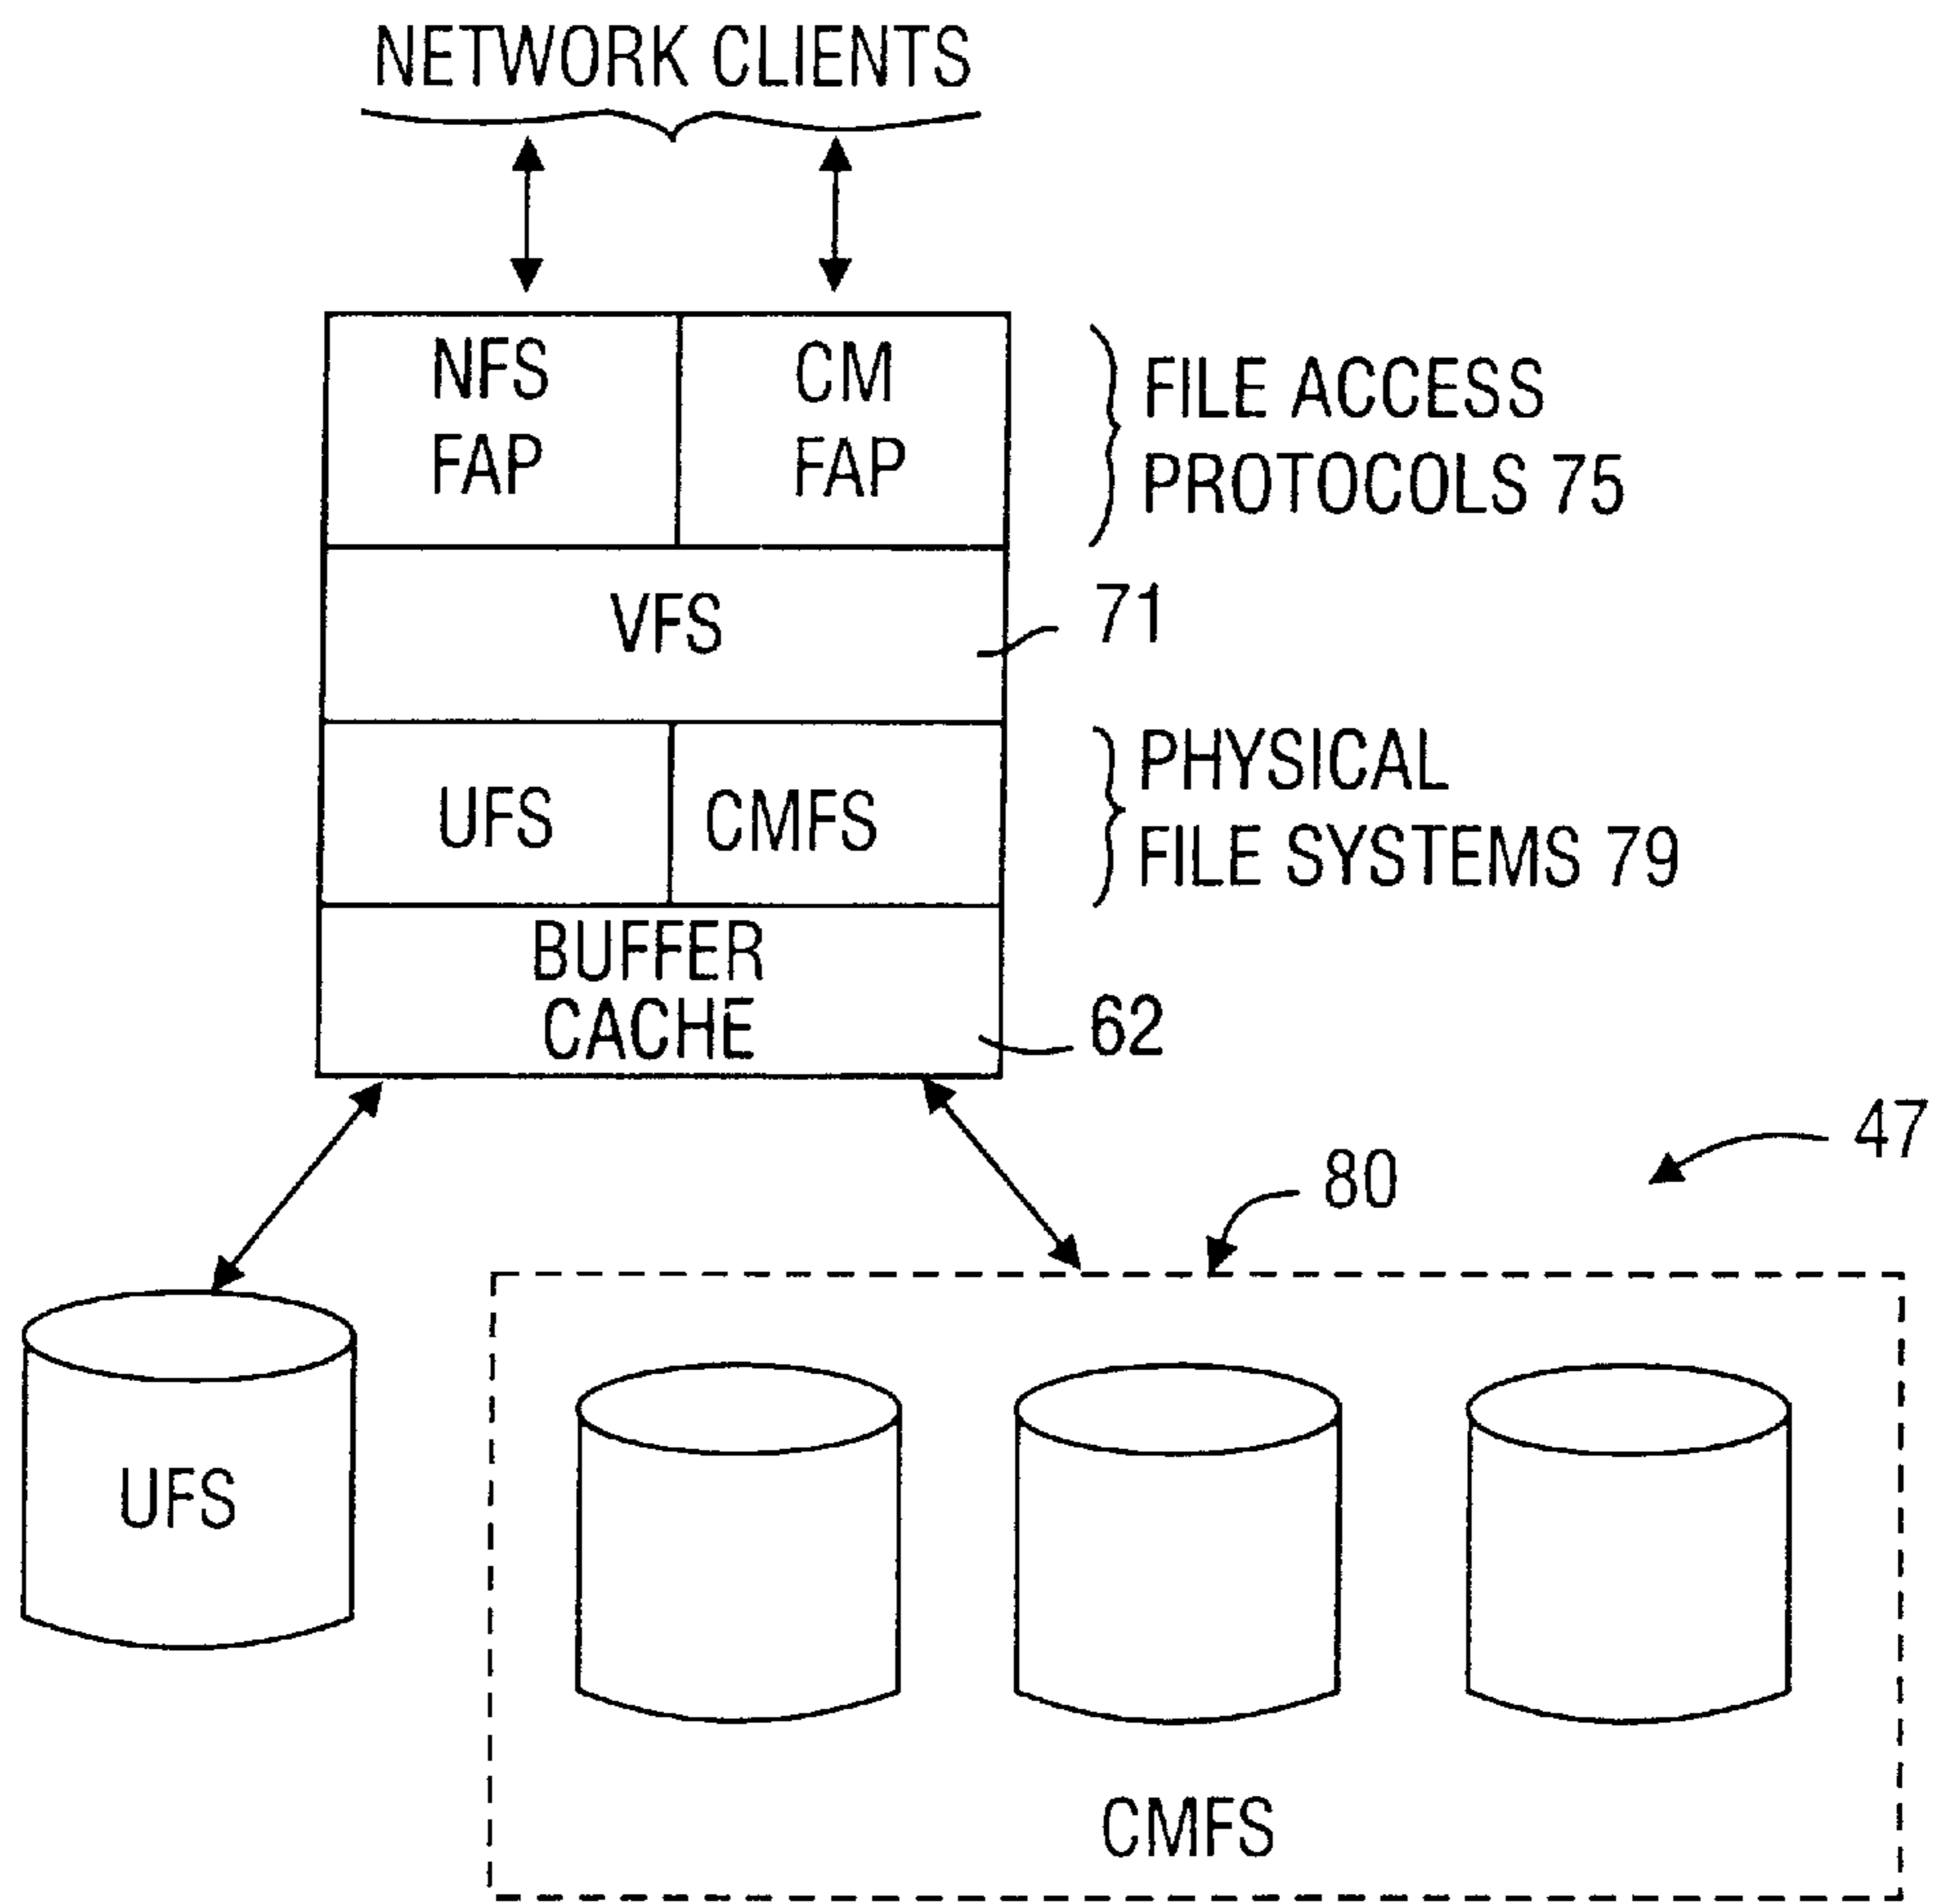 NETWORK CLIENTS
NFS
FAP
CM
FAP
FILE ACCESS
PROTOCOLS 75
VFS
71
UFS
CMFS
PHYSICAL
FILE SYSTEMS 79
BUFFER
CACHE
62
47
80
UFS
CMFS